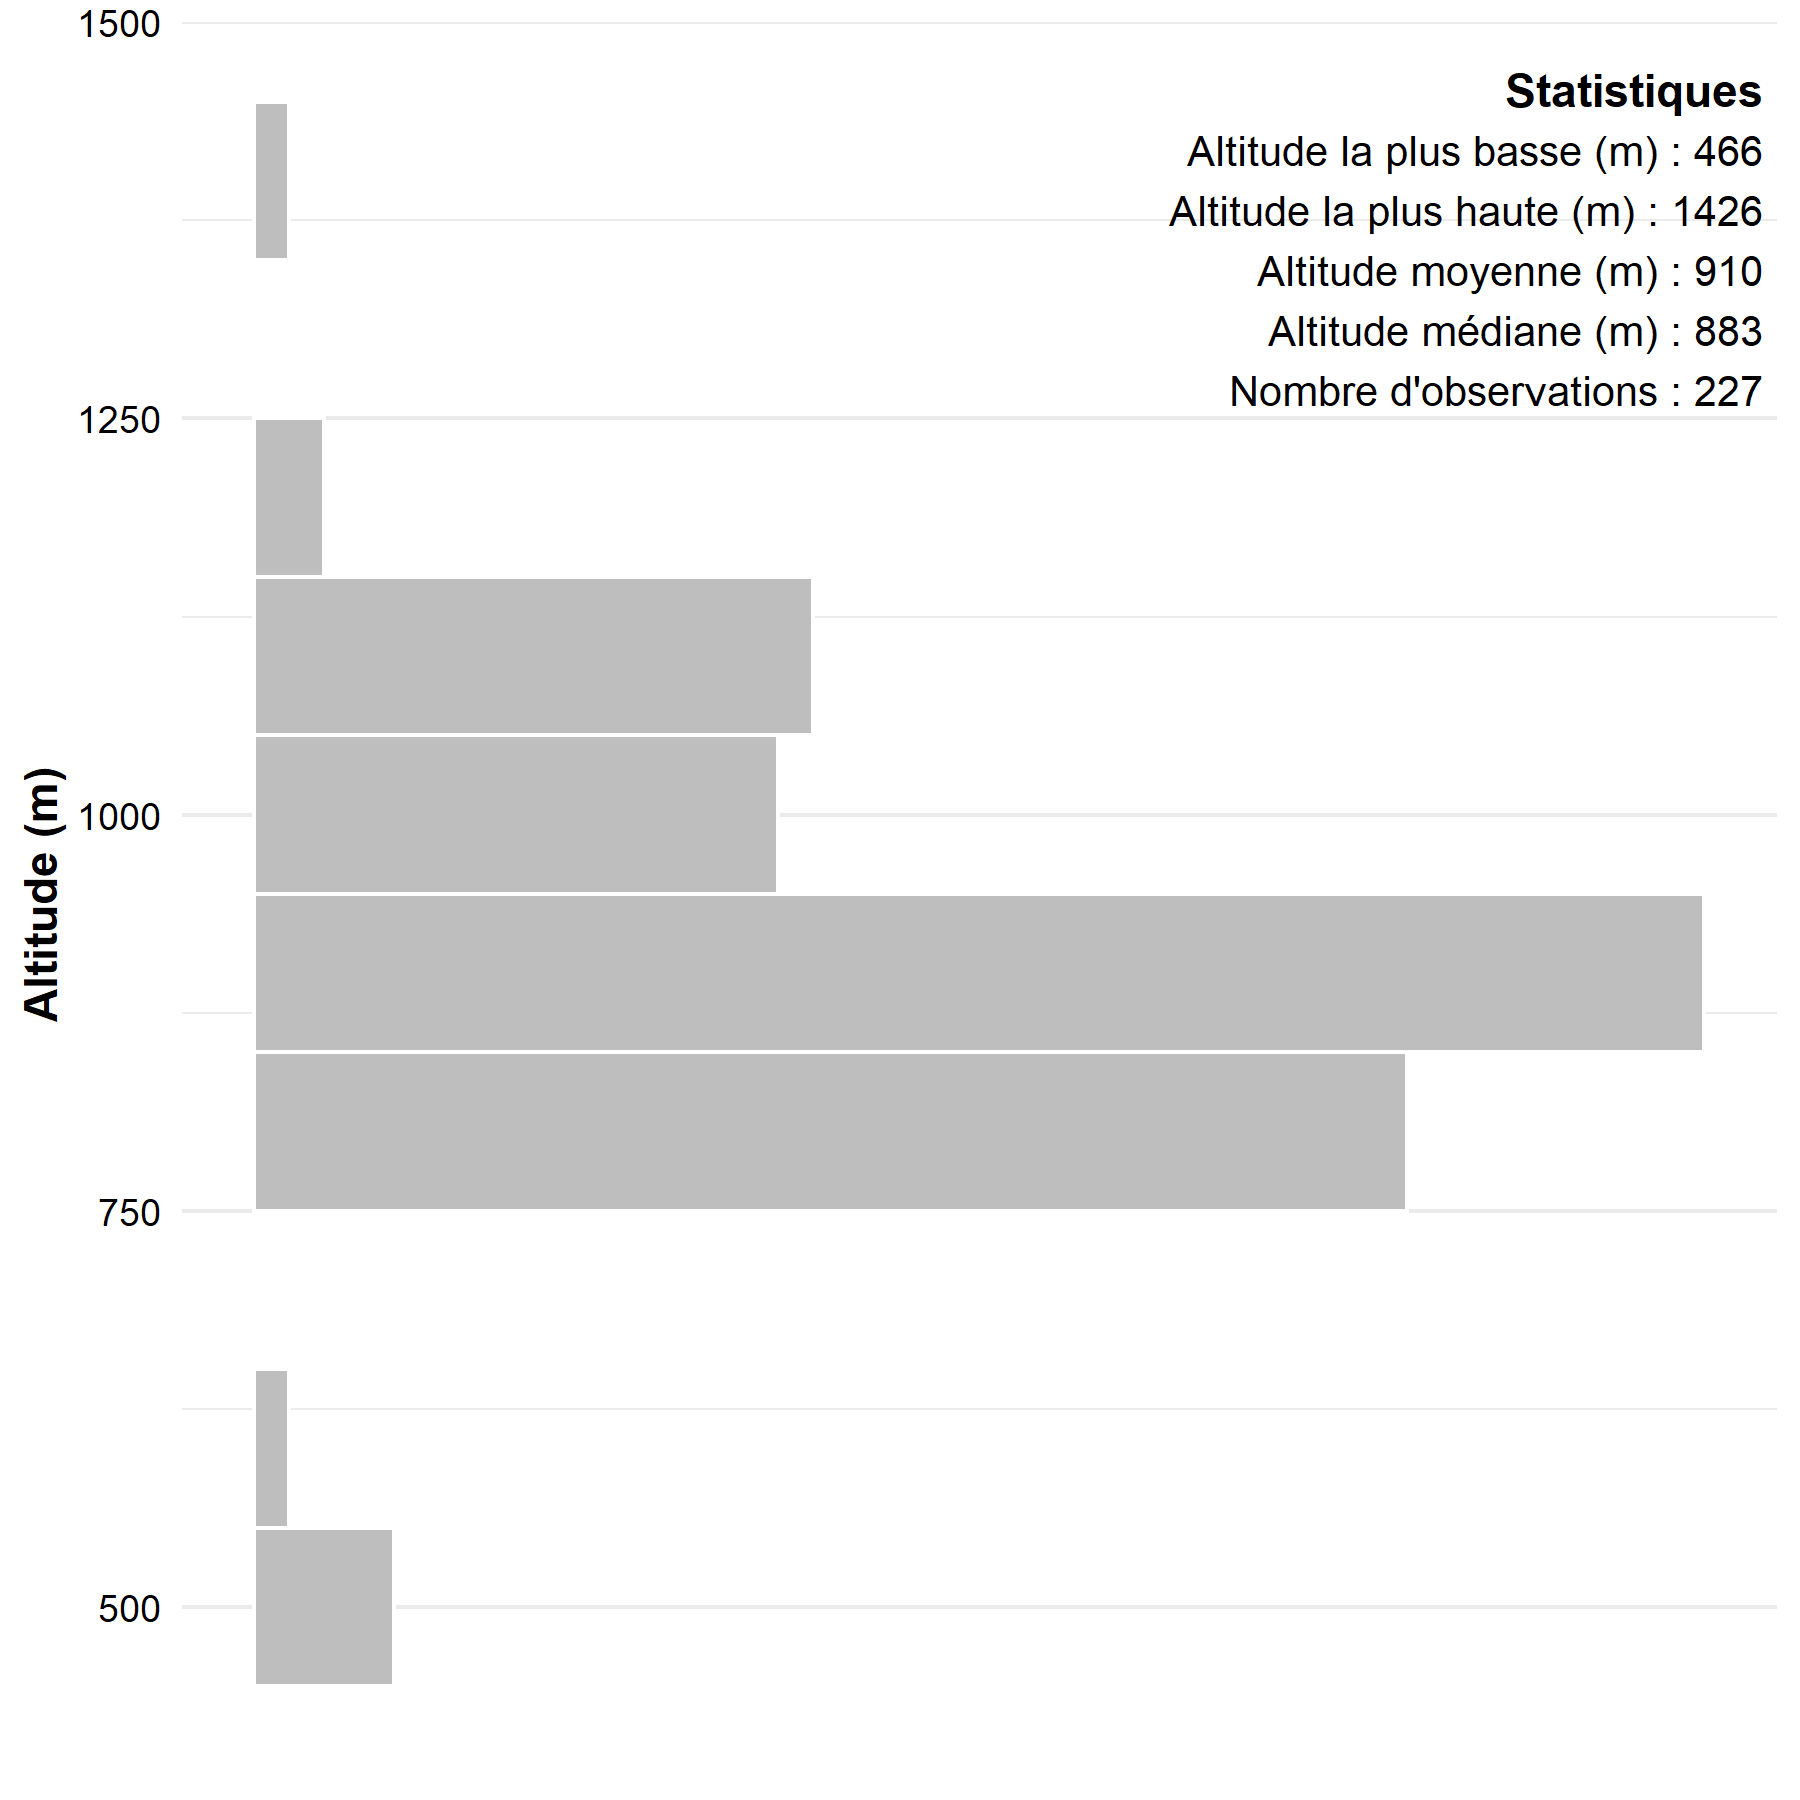 1500
Statistiques
Altitude la plus basse (m) : 466
Altitude la plus haute (m) : 1426
Altitude moyenne (m) : 910
Altitude médiane (m) : 883
Nombre d'observations : 227
1250
Altitude (m)
1000
750
500